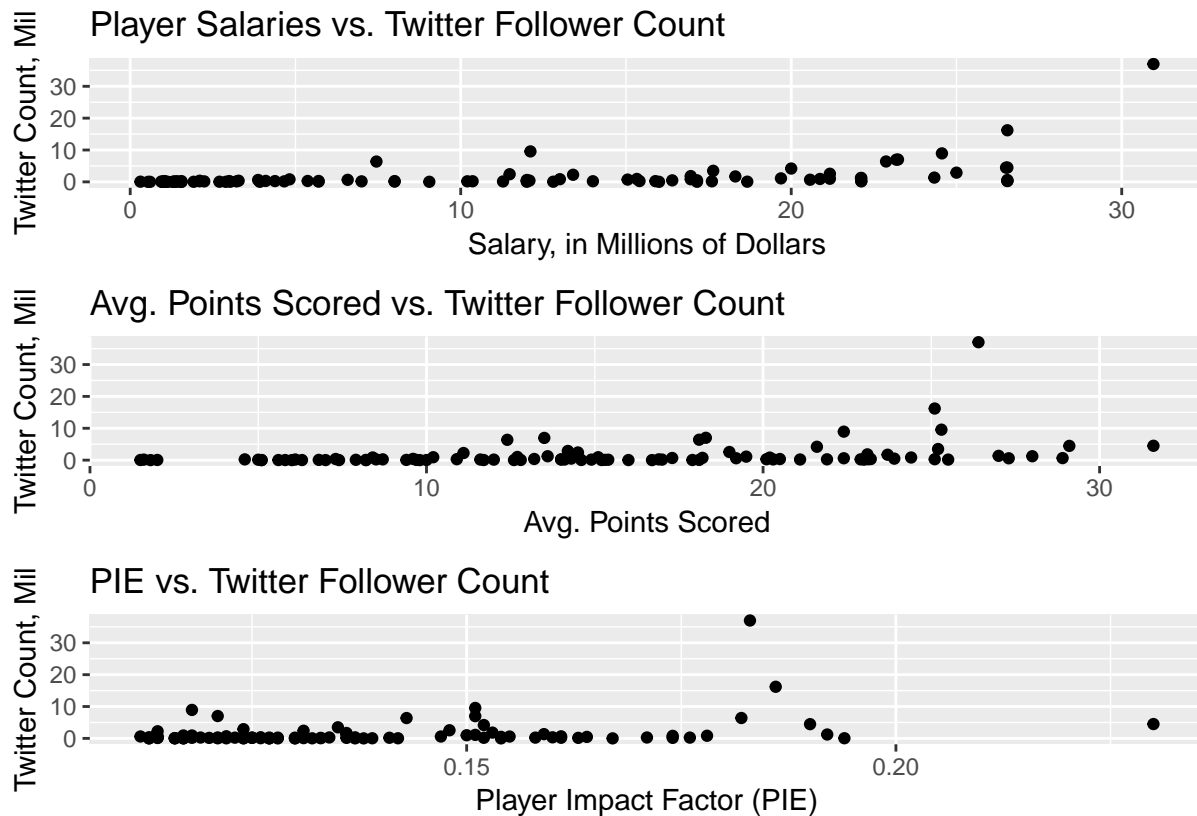 Player Salaries vs. Twitter Follower Count
Twitter Count, Mil
30
20
10
0
0
10
20
30
Salary, in Millions of Dollars
Avg. Points Scored vs. Twitter Follower Count
Twitter Count, Mil
30
20
10
0
0
10
20
30
Avg. Points Scored
PIE vs. Twitter Follower Count
Twitter Count, Mil
30
20
10
0
0.15
0.20
Player Impact Factor (PIE)